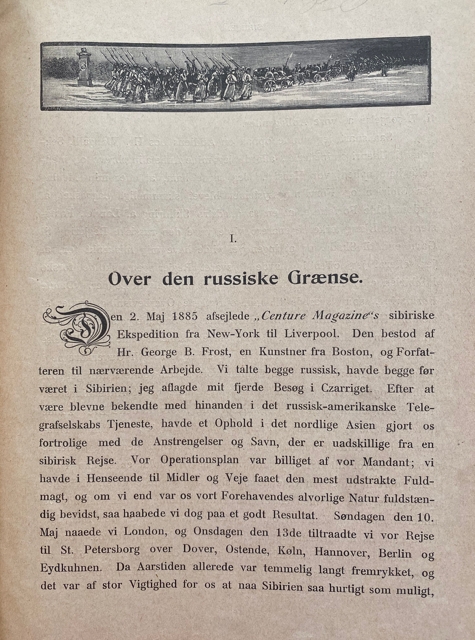 I.
Over den russiske Grænse.
Den 2. Maj 1885 afsejlede „Centure Magazine“s sibiriske
Ekspedition fra New-York til Liverpool. Den bestod af
Hr. George B. Frost, en Kunstner fra Boston, og Forfat-
teren til nærværende Arbejde. Vi talte begge russisk, havde begge før
været i Sibirien; jeg aflagde mit fjerde Besøg i Czarriget. Efter at
være blevne bekendte med hinanden i det russisk-amerikanske Tele-
grafselskabs Tjeneste, havde et Ophold i det nordlige Asien gjort os
fortrolige med de Anstrengelser og Savn, der er uadskillige fra en
sibirisk Rejse. Vor Operationsplan var billiget af vor Mandant; vi
havde i Henseende til Midler og Veje faaet den mest udstrakte Fuld-
magt, og om vi end var os vort Forehavendes alvorlige Natur fuldstæn-
dig bevidst, saa haabede vi dog paa et godt Resultat. Søndagen den 10.
Maj naaede vi London, og Onsdagen den 13de tiltraadte vi vor Rejse
til St. Petersborg over Dover, Ostende, Køln, Hannover, Berlin og
Eydkuhnen. Da Aarstiden allerede var temmelig langt fremrykket, og
det var af stor Vigtighed for os at naa Sibirien saa hurtigt som muligt,